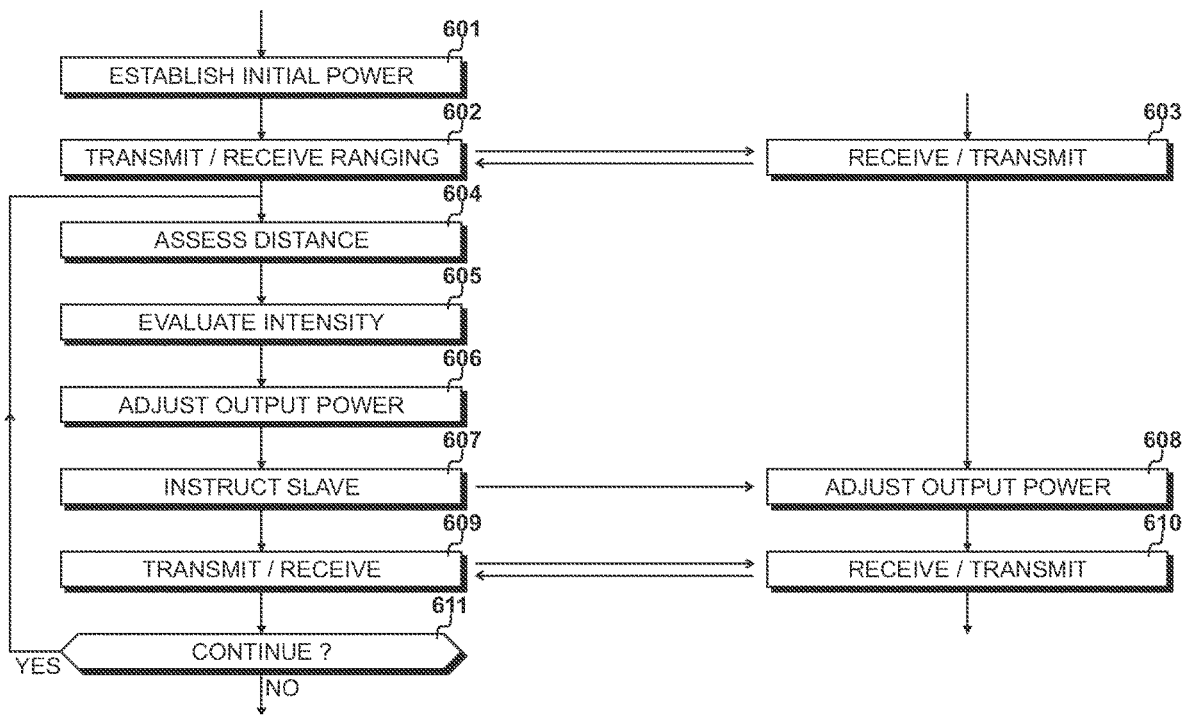 601
ESTABLISH INITIAL POWER
602
TRANSMIT / RECEIVE RANGING
603
RECEIVE / TRANSMIT
604
ASSESS DISTANCE
605
EVALUATE INTENSITY
606
ADJUST OUTPUT POWER
607
INSTRUCT SLAVE
608
ADJUST OUTPUT POWER
609
TRANSMIT / RECEIVE
610
RECEIVE / TRANSMIT
611
CONTINUE ?
YES
NO